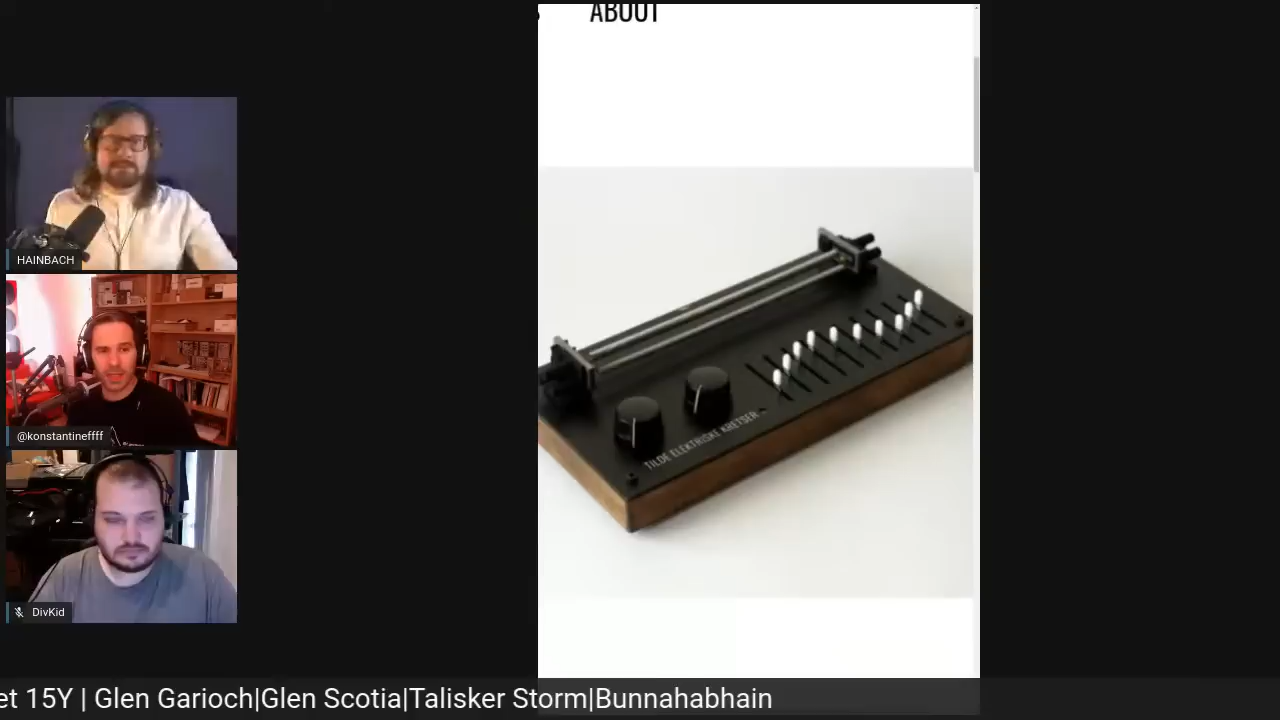 ABOUT
HAINBACH
@konstantineffff
TILDE ELEKTRISKE KRETSER
DivKid
et 15Y | Glen Garioch|Glen Scotia|Talisker Storm|Bunnahabhain